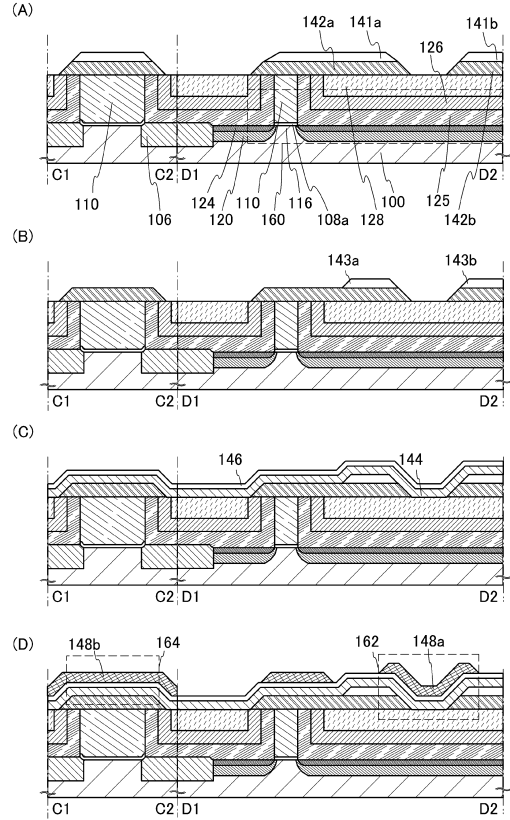 (A)
142a 141a 126 141b
C1 C2 D1 D2
110 106 124 120 110 160 116 108a 128 100 125 142b
(B)
143a 143b
C1 C2 D1 D2
(C)
146 144
C1 C2 D1 D2
(D)
148b 164 162 148a
C1 C2 D1 D2